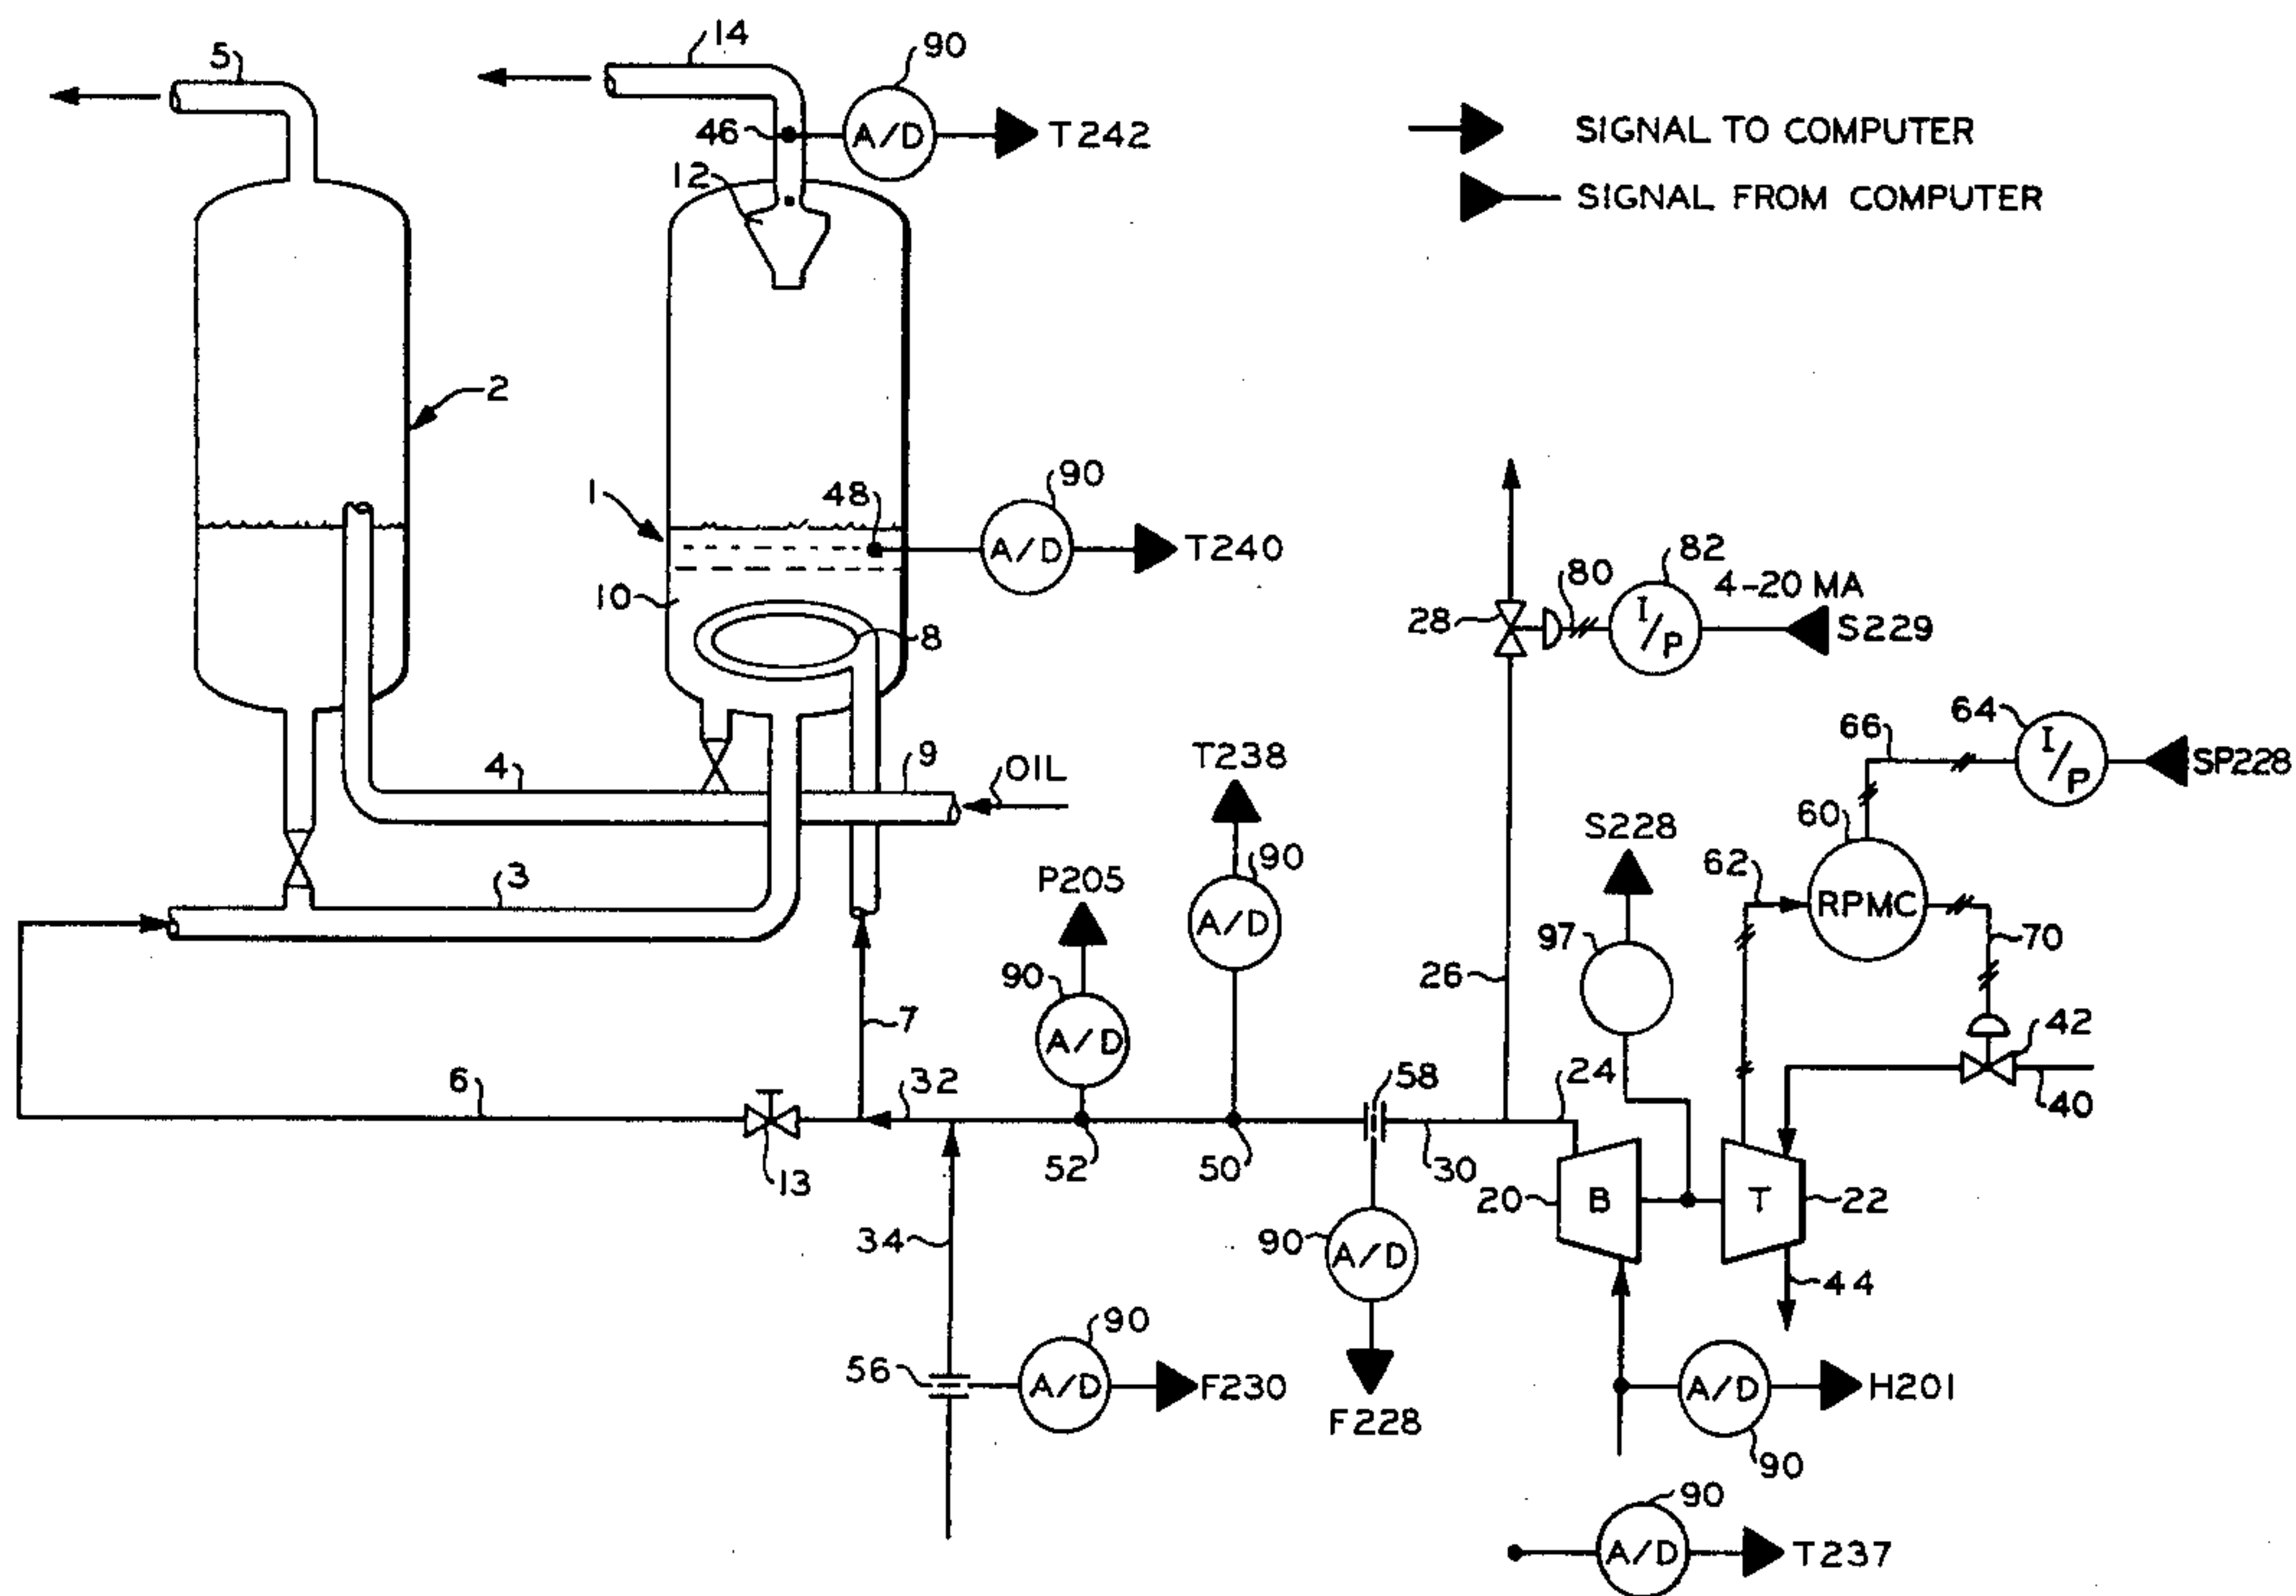 5
14
90
46
A/D
T242
12
SIGNAL TO COMPUTER
SIGNAL FROM COMPUTER
2
1
48
90
A/D
T240
10
8
28
80
82
4-20 MA
I/P
S229
4
9
OIL
T238
66
64
I/P
SP228
3
P205
90
A/D
S228
60
62
RPMC
97
70
90
A/D
7
26
42
6
32
58
24
40
13
52
50
30
20
B
T
22
34
90
A/D
44
56
90
A/D
F230
F228
A/D
H201
90
90
A/D
T237